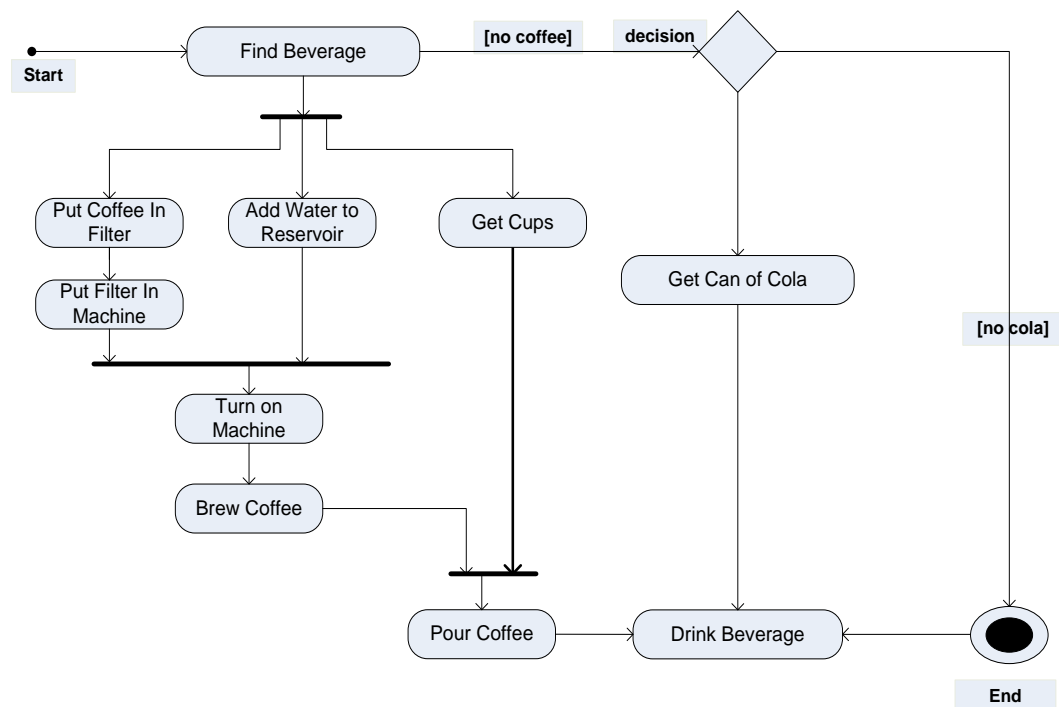 Find Beverage
[no coffee]
decision
Start
Put Coffee In
Filter
Add Water to
Reservoir
Get Cups
Get Can of Cola
Put Filter In
Machine
[no cola]
Turn on
Machine
Brew Coffee
Pour Coffee
Drink Beverage
End